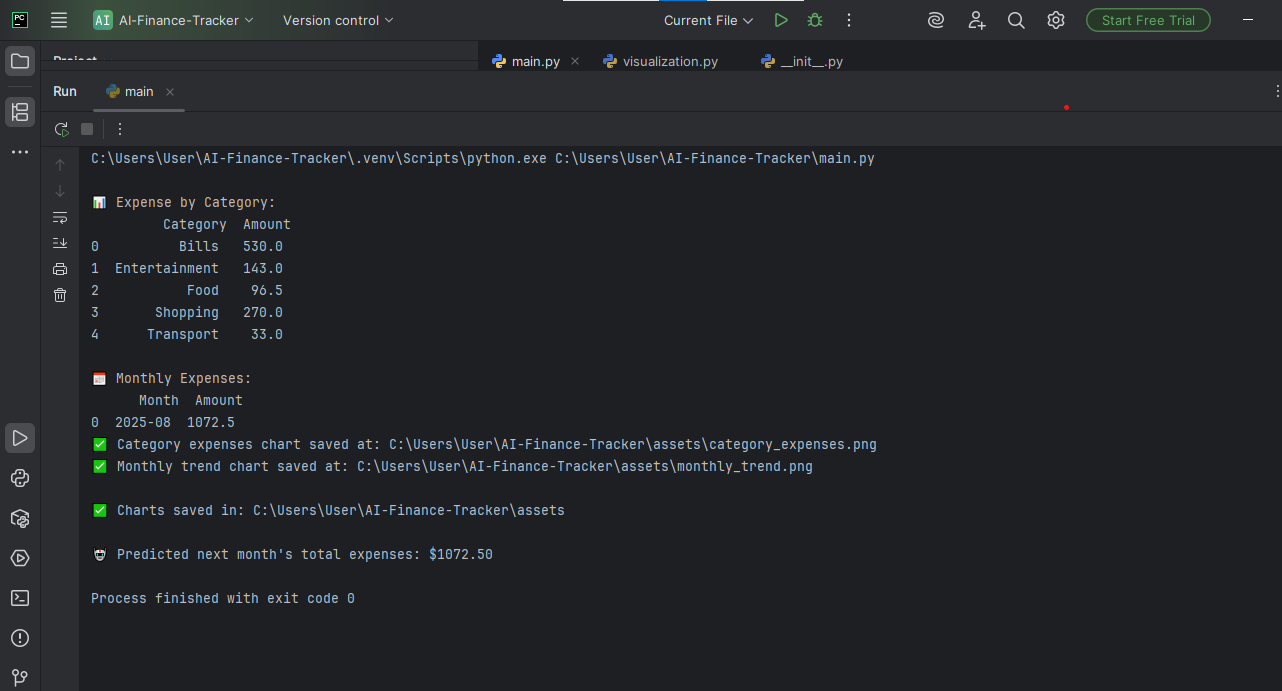 PC
AI AI-Finance-Tracker Version control Current File Start Free Trial
Project main.py visualization.py __init__.py
Run main
C:\Users\User\AI-Finance-Tracker\.venv\Scripts\python.exe C:\Users\User\AI-Finance-Tracker\main.py
📊 Expense by Category:
Category Amount
0 Bills 530.0
1 Entertainment 143.0
2 Food 96.5
3 Shopping 270.0
4 Transport 33.0
📅 Monthly Expenses:
Month Amount
0 2025-08 1072.5
✅ Category expenses chart saved at: C:\Users\User\AI-Finance-Tracker\assets\category_expenses.png
✅ Monthly trend chart saved at: C:\Users\User\AI-Finance-Tracker\assets\monthly_trend.png
✅ Charts saved in: C:\Users\User\AI-Finance-Tracker\assets
🤖 Predicted next month's total expenses: $1072.50
Process finished with exit code 0